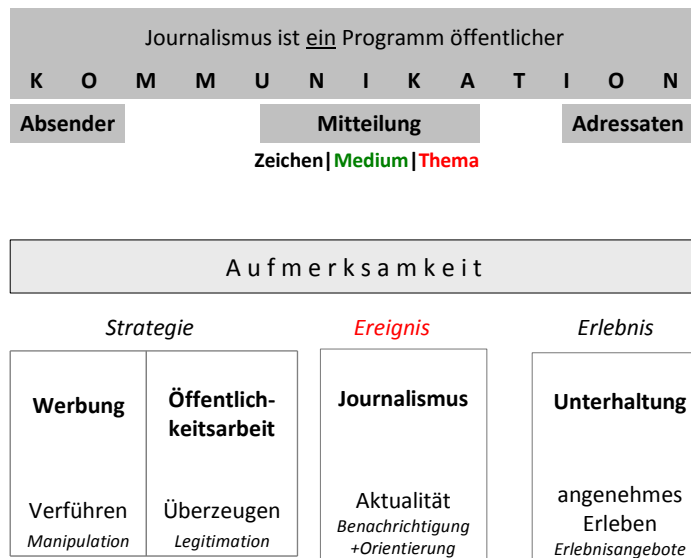 Journalismus ist ein Programm öffentlicher
K O M M U N I K A T I O N
Absender Mitteilung Adressaten
Zeichen|Medium|Thema
Aufmerksamkeit
Strategie Ereignis Erlebnis
Werbung
Verführen
Manipulation
Öffentlich-
keitsarbeit
Überzeugen
Legitimation
Journalismus
Aktualität
Benachrichtigung
+Orientierung
Unterhaltung
angenehmes
Erleben
Erlebnisangebote